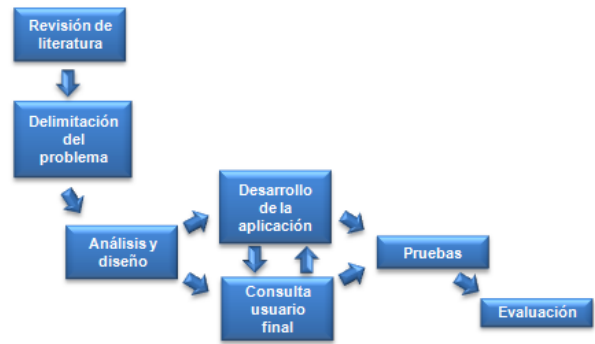 Revisión de
literatura
Delimitación
del
problema
Análisis y
diseño
Desarrollo
de la
aplicación
Consulta
usuario
final
Pruebas
Evaluación